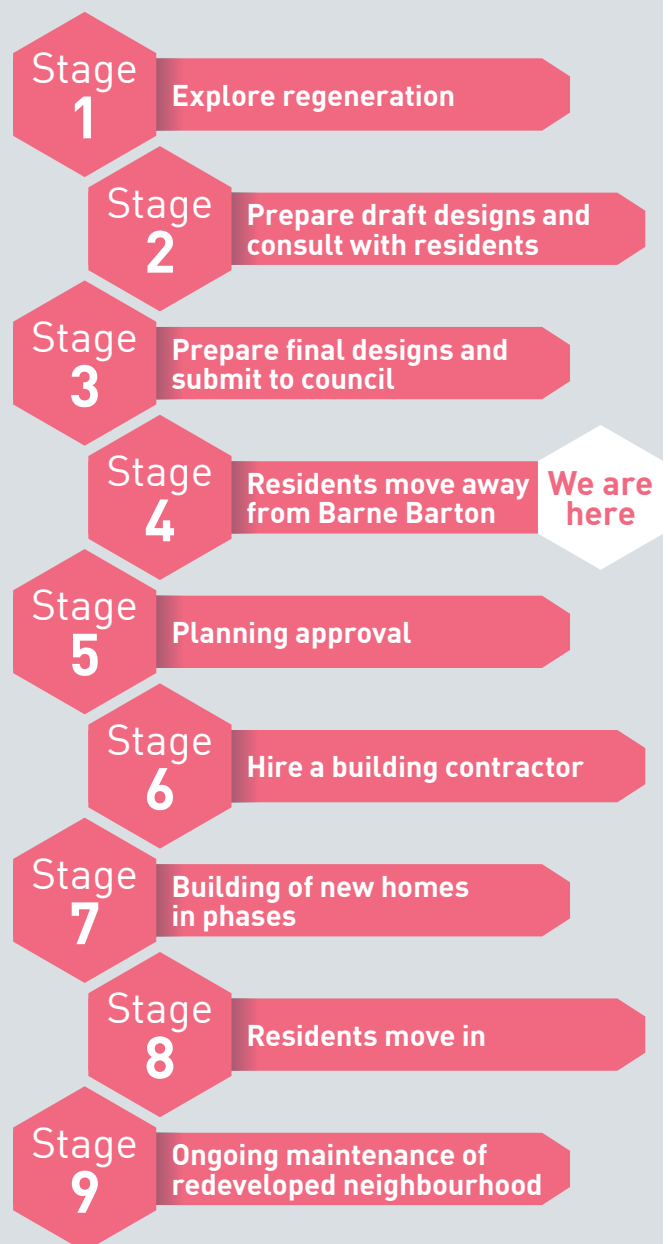 Stage
1
Explore regeneration
Stage
2
Prepare draft designs and
consult with residents
Stage
3
Prepare final designs and
submit to council
Stage
4
Residents move away
from Barne Barton
We are
here
Stage
5
Planning approval
Stage
6
Hire a building contractor
Stage
7
Building of new homes
in phases
Stage
8
Residents move in
Stage
9
Ongoing maintenance of
redeveloped neighbourhood